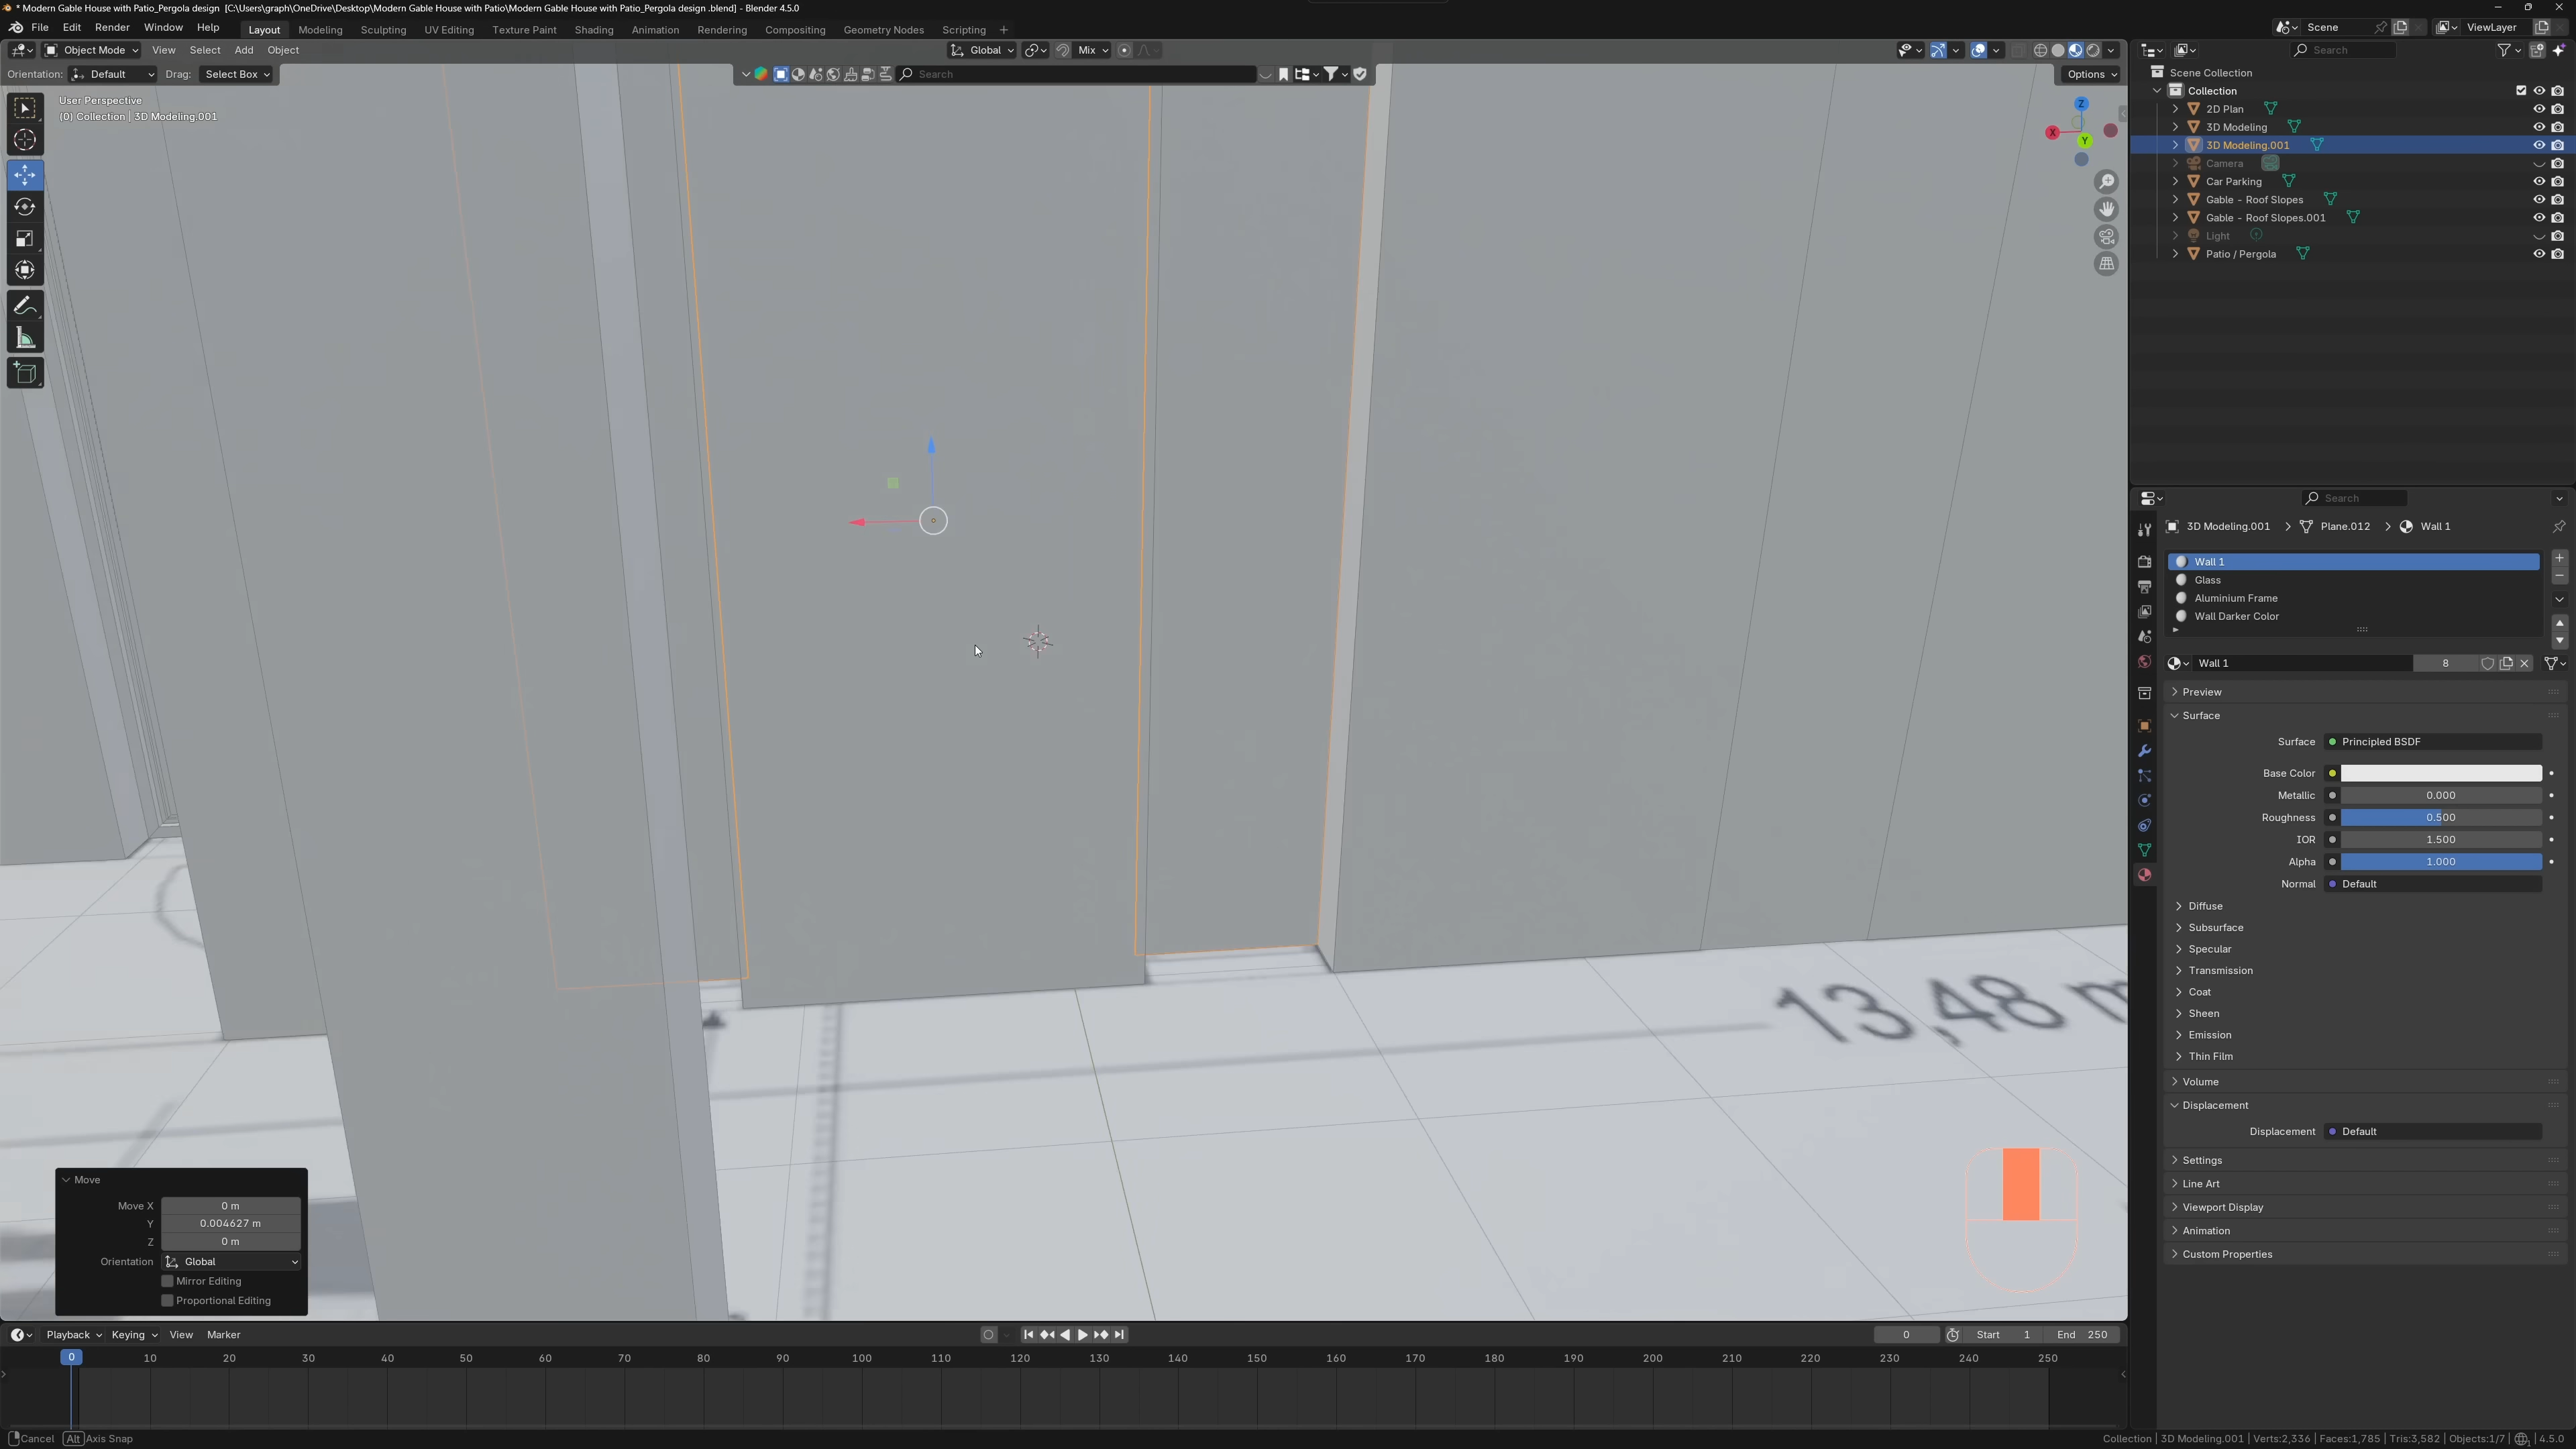 * Modern Gable House with Patio_Pergola design [C:\Users\graph\OneDrive\Desktop\Modern Gable House with Patio\Modern Gable House with Patio_Pergola design .blend] - Blender 4.5.0
File Edit Render Window Help Layout Modeling Sculpting UV Editing Texture Paint Shading Animation Rendering Compositing Geometry Nodes Scripting + Scene ViewLayer
Object Mode View Select Add Object Global Mix Search
Orientation: Default Drag: Select Box Search Options
User Perspective
(0) Collection | 3D Modeling.001
Z
X
Y
Scene Collection
Collection
2D Plan
3D Modeling
3D Modeling.001
Camera
Car Parking
Gable - Roof Slopes
Gable - Roof Slopes.001
Light
Patio / Pergola
Search
3D Modeling.001 > Plane.012 > Wall 1
Wall 1
Glass
Aluminium Frame
Wall Darker Color
Wall 1 8
Preview
Surface
Surface Principled BSDF
Base Color
Metallic 0.000
Roughness 0.500
IOR 1.500
Alpha 1.000
Normal Default
Diffuse
Subsurface
Specular
Transmission
Coat
Sheen
Emission
Thin Film
Volume
Displacement
Displacement Default
Settings
Line Art
Viewport Display
Animation
Custom Properties
13,48 m
Move
Move X 0 m
Y 0.004627 m
Z 0 m
Orientation Global
Mirror Editing
Proportional Editing
Playback Keying View Marker 0 Start 1 End 250
0 10 20 30 40 50 60 70 80 90 100 110 120 130 140 150 160 170 180 190 200 210 220 230 240 250
Cancel Alt Axis Snap
Collection | 3D Modeling.001 | Verts:2,336 | Faces:1,785 | Tris:3,582 | Objects:1/7 | 4.5.0